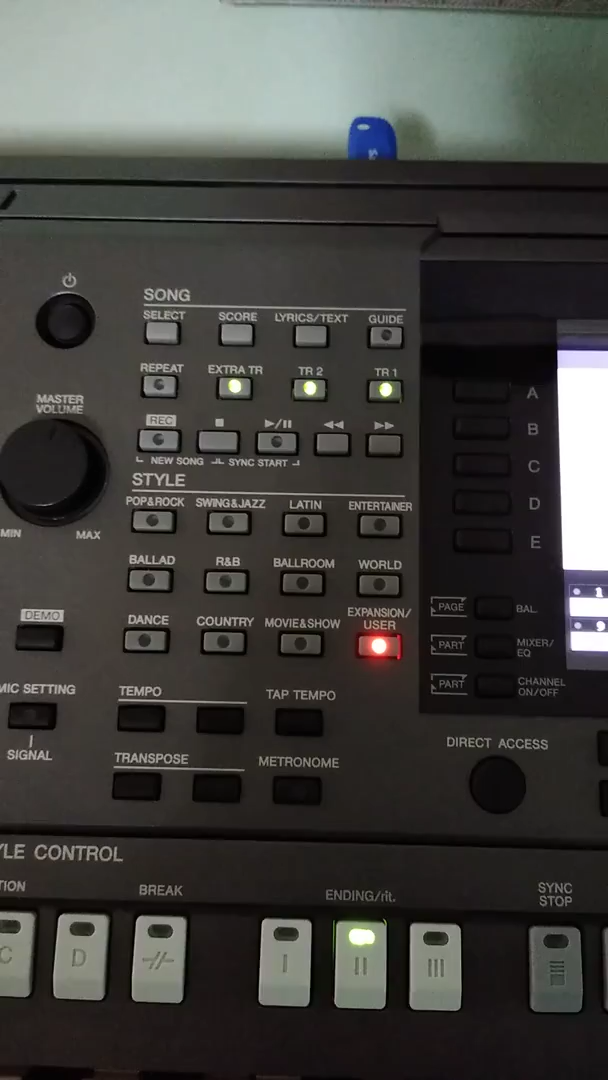 SONG
SELECT SCORE LYRICS/TEXT GUIDE
REPEAT EXTRA TR TR 2 TR 1
REC
NEW SONG SYNC START
MASTER
VOLUME
MIN MAX
STYLE
POP&ROCK SWING&JAZZ LATIN ENTERTAINER
BALLAD R&B BALLROOM WORLD
DANCE COUNTRY MOVIE&SHOW EXPANSION/
USER
DEMO
MIC SETTING
SIGNAL
TEMPO TAP TEMPO
TRANSPOSE METRONOME
A
B
C
D
E
PAGE BAL.
PART MIXER/
EQ
PART CHANNEL
ON/OFF
1
9
DIRECT ACCESS
YLE CONTROL
TION BREAK ENDING/rit. SYNC
STOP
C D I II III